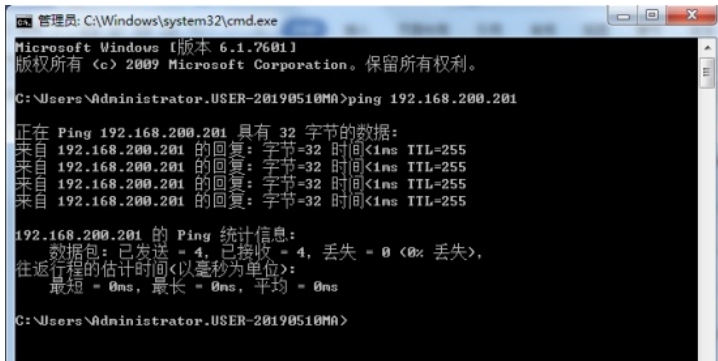 管理员: C:\Windows\system32\cmd.exe
Microsoft Windows [版本 6.1.7601]
版权所有 (c) 2009 Microsoft Corporation。保留所有权利。
C:\Users\Administrator.USER-20190510MA>ping 192.168.200.201
正在 Ping 192.168.200.201 具有 32 字节的数据:
来自 192.168.200.201 的回复: 字节=32 时间<1ms TTL=255
来自 192.168.200.201 的回复: 字节=32 时间<1ms TTL=255
来自 192.168.200.201 的回复: 字节=32 时间<1ms TTL=255
来自 192.168.200.201 的回复: 字节=32 时间<1ms TTL=255
192.168.200.201 的 Ping 统计信息:
数据包: 已发送 = 4, 已接收 = 4, 丢失 = 0 (0% 丢失),
往返行程的估计时间(以毫秒为单位):
最短 = 0ms, 最长 = 0ms, 平均 = 0ms
C:\Users\Administrator.USER-20190510MA>